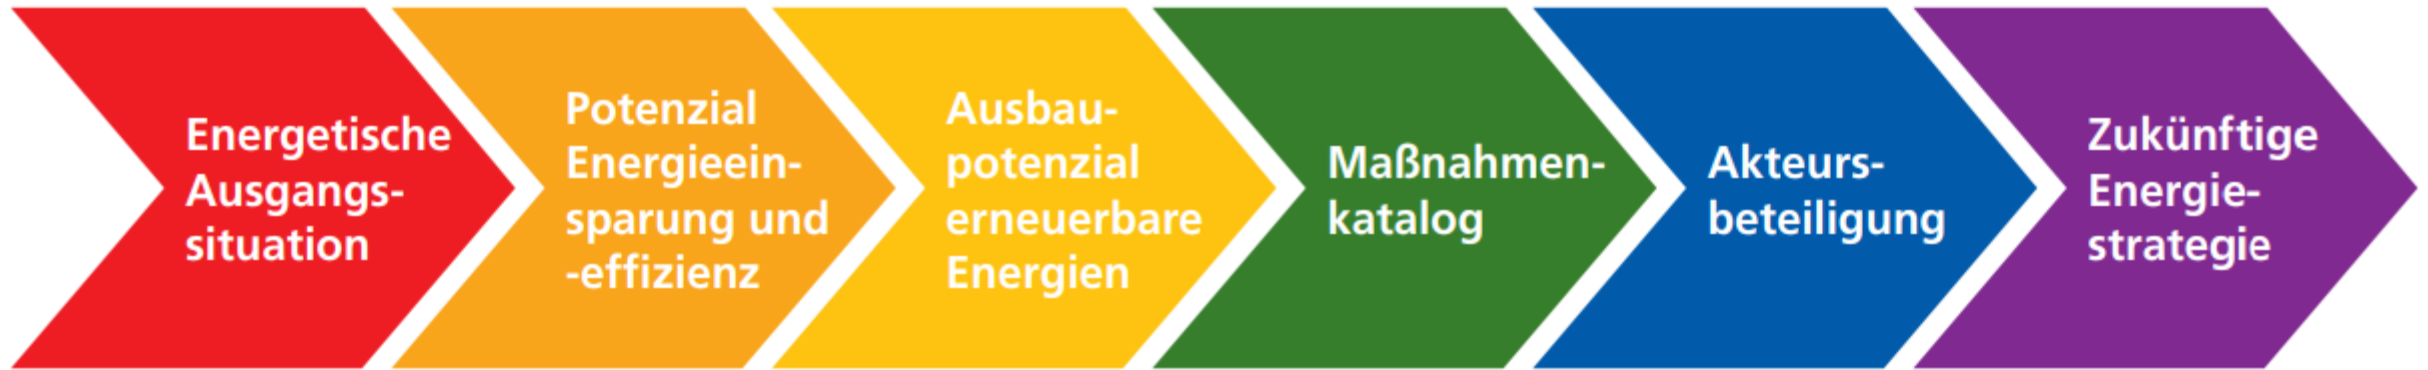 Energetische
Ausgangs-
situation
Potenzial
Energieein-
sparung und
-effizienz
Ausbau-
potenzial
erneuerbare
Energien
Maßnahmen-
katalog
Akteurs-
beteiligung
Zukünftige
Energie-
strategie